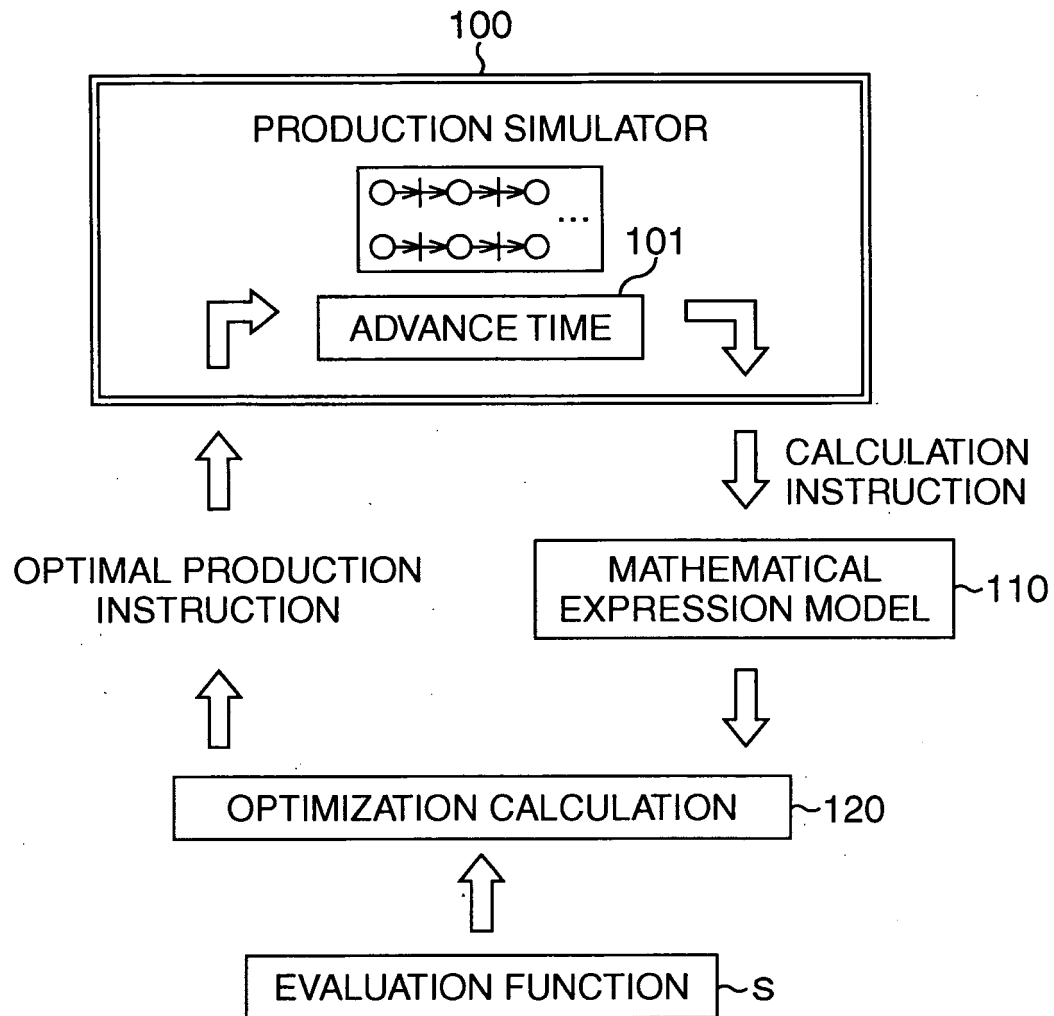 100
PRODUCTION SIMULATOR
...
101
ADVANCE TIME
CALCULATION
INSTRUCTION
OPTIMAL PRODUCTION
INSTRUCTION
MATHEMATICAL
EXPRESSION MODEL
110
OPTIMIZATION CALCULATION
120
EVALUATION FUNCTION
S